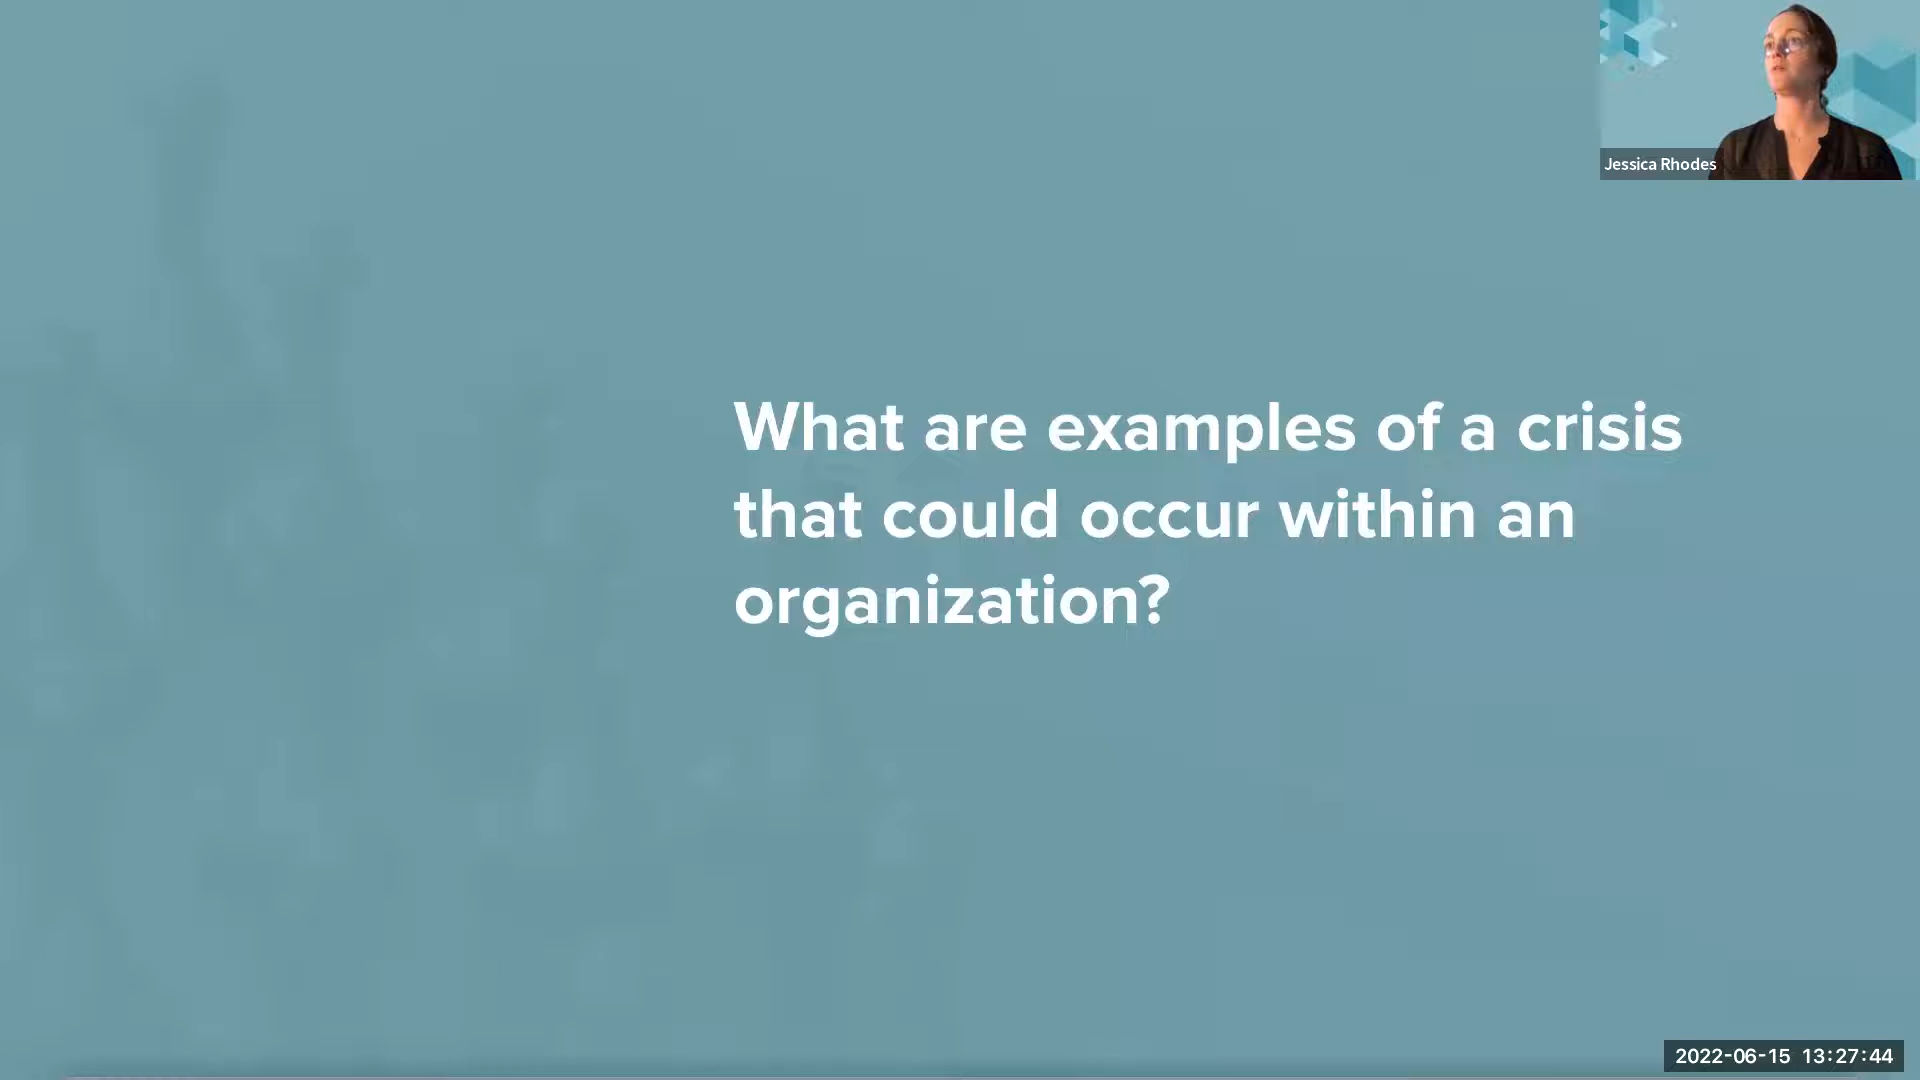 Jessica Rhodes
What are examples of a crisis
that could occur within an
organization?
2022-06-15 13:27:44